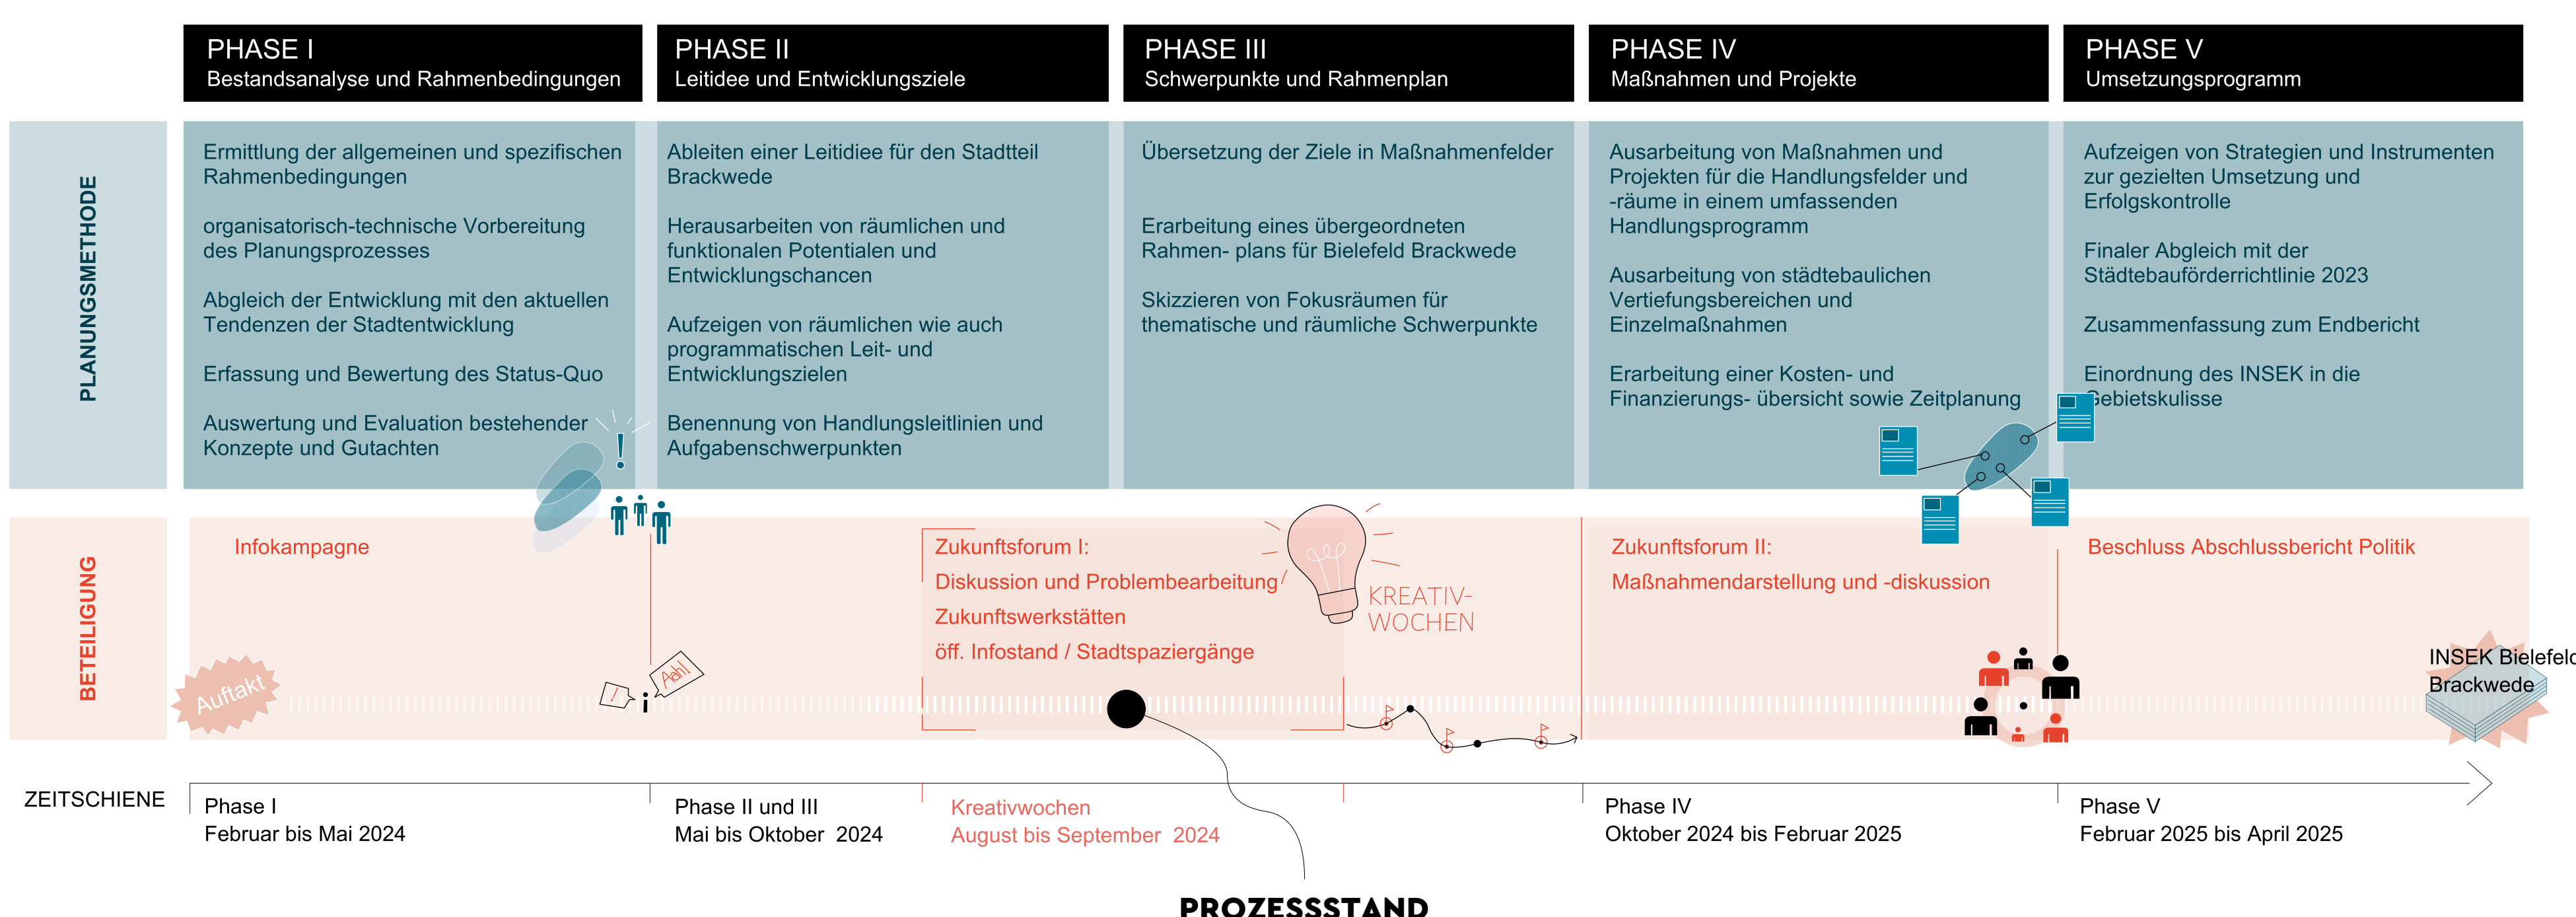 PHASE I
Bestandsanalyse und Rahmenbedingungen
PHASE II
Leitidee und Entwicklungsziele
PHASE III
Schwerpunkte und Rahmenplan
PHASE IV
Maßnahmen und Projekte
PHASE V
Umsetzungsprogramm
PLANUNGSMETHODE
Ermittlung der allgemeinen und spezifischen
Rahmenbedingungen
organisatorisch-technische Vorbereitung
des Planungsprozesses
Abgleich der Entwicklung mit den aktuellen
Tendenzen der Stadtentwicklung
Erfassung und Bewertung des Status-Quo
Auswertung und Evaluation bestehender
Konzepte und Gutachten
Ableiten einer Leitidiee für den Stadtteil
Brackwede
Herausarbeiten von räumlichen und
funktionalen Potentialen und
Entwicklungschancen
Aufzeigen von räumlichen wie auch
programmatischen Leit- und
Entwicklungszielen
Benennung von Handlungsleitlinien und
Aufgabenschwerpunkten
Übersetzung der Ziele in Maßnahmenfelder
Erarbeitung eines übergeordneten
Rahmen- plans für Bielefeld Brackwede
Skizzieren von Fokusräumen für
thematische und räumliche Schwerpunkte
Ausarbeitung von Maßnahmen und
Projekten für die Handlungsfelder und
-räume in einem umfassenden
Handlungsprogramm
Ausarbeitung von städtebaulichen
Vertiefungsbereichen und
Einzelmaßnahmen
Erarbeitung einer Kosten- und
Finanzierungs- übersicht sowie Zeitplanung
Aufzeigen von Strategien und Instrumenten
zur gezielten Umsetzung und
Erfolgskontrolle
Finaler Abgleich mit der
Städtebauförderrichtlinie 2023
Zusammenfassung zum Endbericht
Einordnung des INSEK in die
Gebietskulisse
!
BETEILIGUNG
Infokampagne
Auftakt
!
Aah!
Zukunftsforum I:
Diskussion und Problembearbeitung
Zukunftswerkstätten
öff. Infostand / Stadtspaziergänge
KREATIV-
WOCHEN
Zukunftsforum II:
Maßnahmendarstellung und -diskussion
Beschluss Abschlussbericht Politik
INSEK Bielefeld
Brackwede
ZEITSCHIENE
Phase I
Februar bis Mai 2024
Phase II und III
Mai bis Oktober 2024
Kreativwochen
August bis September 2024
Phase IV
Oktober 2024 bis Februar 2025
Phase V
Februar 2025 bis April 2025
PROZESSSTAND